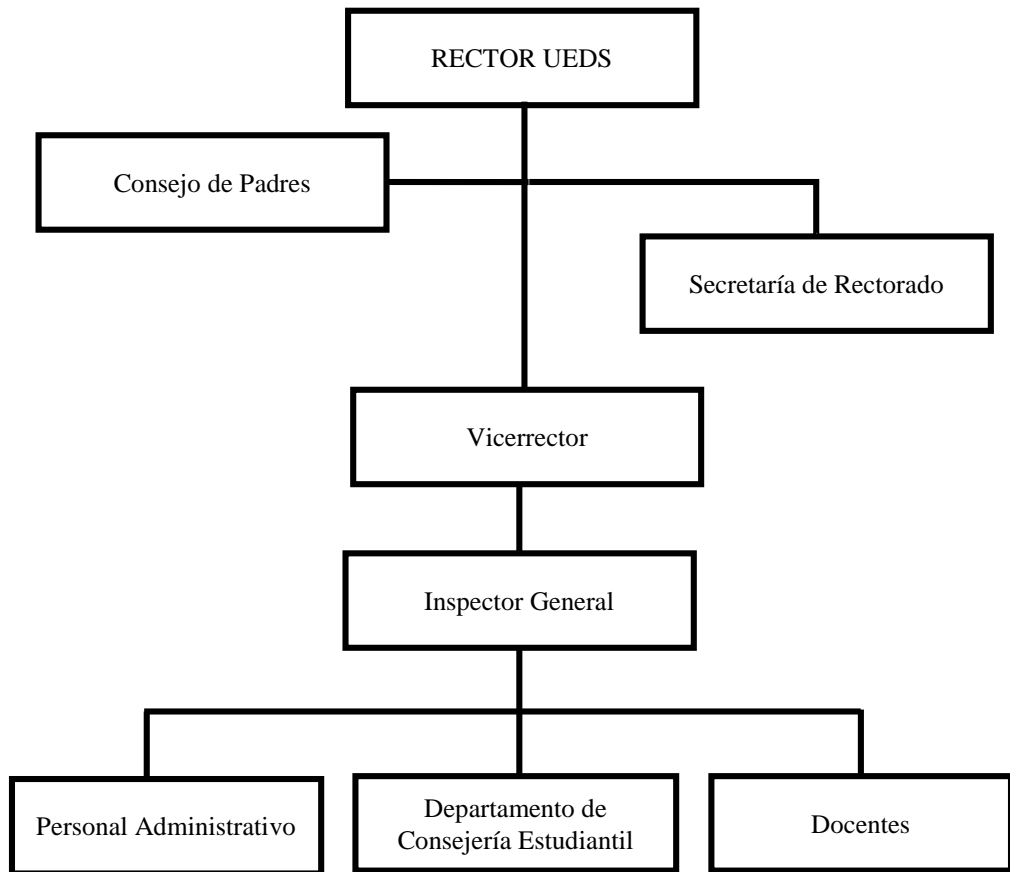 RECTOR UEDS
Consejo de Padres
Secretaría de Rectorado
Vicerrector
Inspector General
Personal Administrativo
Departamento de
Consejería Estudiantil
Docentes